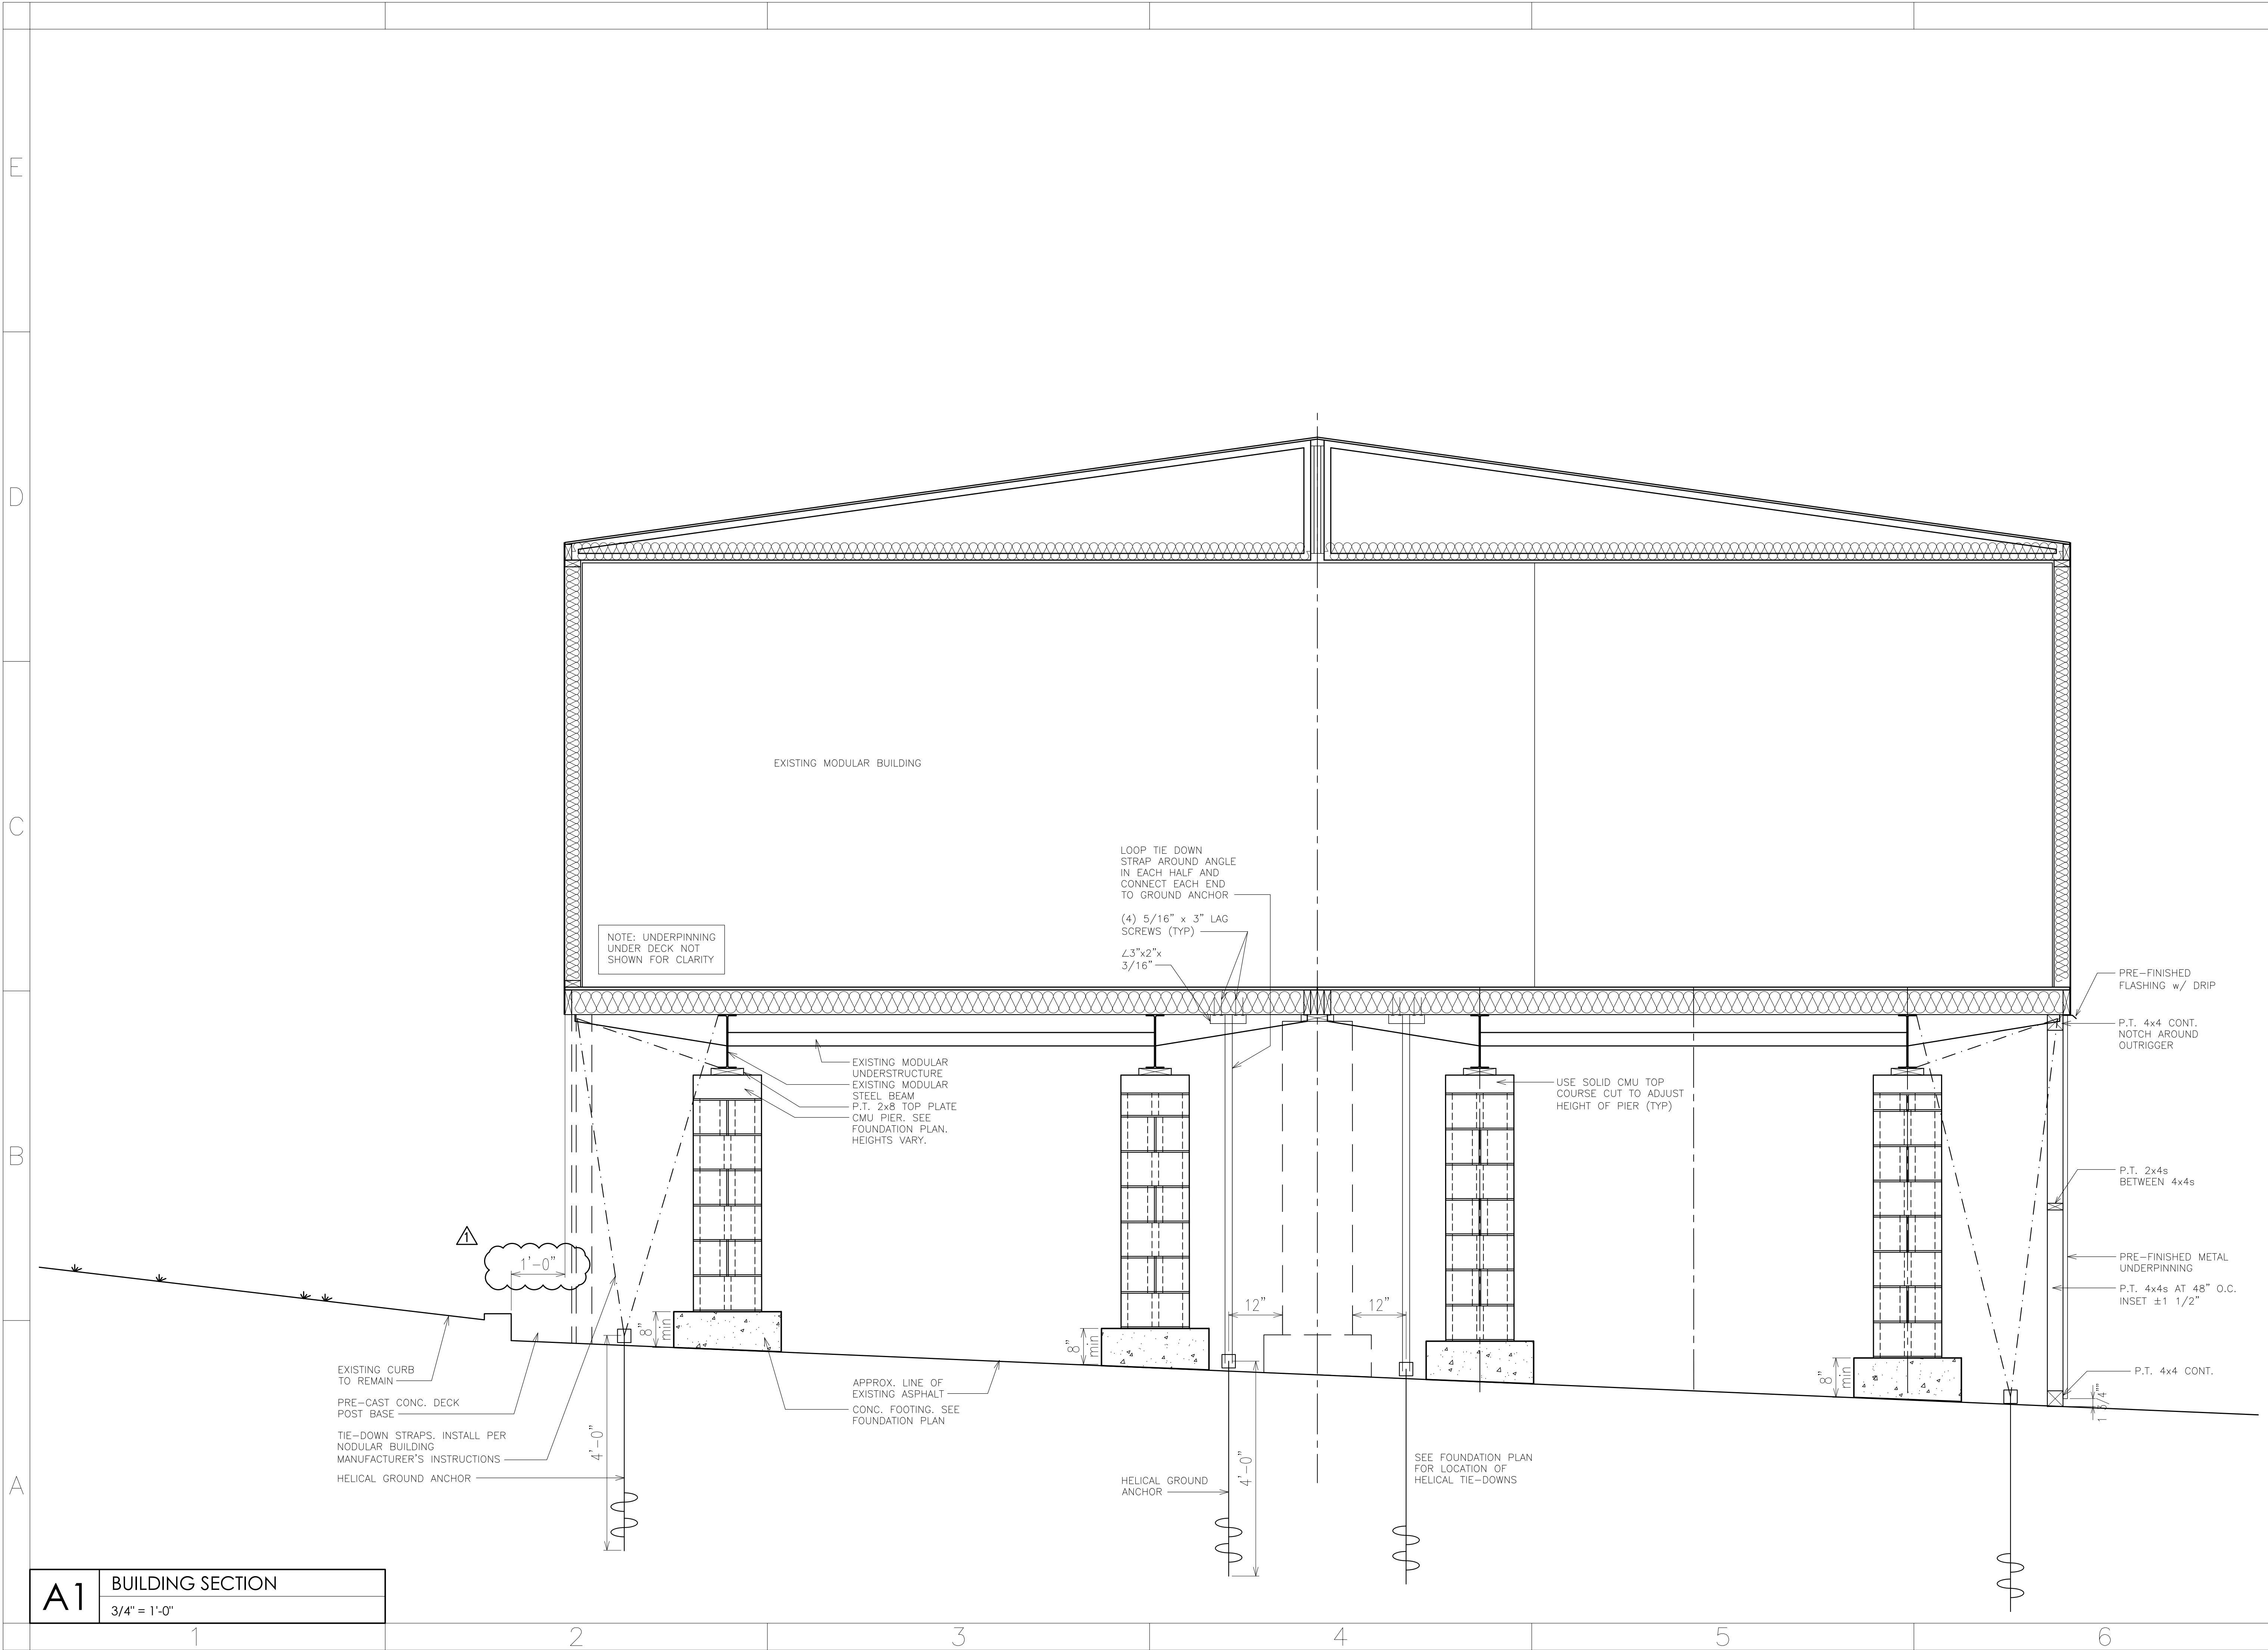 E
D
C
B
A
EXISTING MODULAR BUILDING
LOOP TIE DOWN
STRAP AROUND ANGLE
IN EACH HALF AND
CONNECT EACH END
TO GROUND ANCHOR
(4) 5/16" x 3" LAG
SCREWS (TYP)
∠3"x2"x
3/16"
NOTE: UNDERPINNING
UNDER DECK NOT
SHOWN FOR CLARITY
PRE-FINISHED
FLASHING w/ DRIP
P.T. 4x4 CONT.
NOTCH AROUND
OUTRIGGER
EXISTING MODULAR
UNDERSTRUCTURE
EXISTING MODULAR
STEEL BEAM
P.T. 2x8 TOP PLATE
CMU PIER. SEE
FOUNDATION PLAN.
HEIGHTS VARY.
USE SOLID CMU TOP
COURSE CUT TO ADJUST
HEIGHT OF PIER (TYP)
P.T. 2x4s
BETWEEN 4x4s
1
1'-0"
PRE-FINISHED METAL
UNDERPINNING
P.T. 4x4s AT 48" O.C.
INSET ±1 1/2"
12"
12"
8"
min
8"
min
8"
min
EXISTING CURB
TO REMAIN
PRE-CAST CONC. DECK
POST BASE
TIE-DOWN STRAPS. INSTALL PER
NODULAR BUILDING
MANUFACTURER'S INSTRUCTIONS
HELICAL GROUND ANCHOR
4'-0"
APPROX. LINE OF
EXISTING ASPHALT
CONC. FOOTING. SEE
FOUNDATION PLAN
P.T. 4x4 CONT.
1 3/4""
HELICAL GROUND
ANCHOR
4'-0"
SEE FOUNDATION PLAN
FOR LOCATION OF
HELICAL TIE-DOWNS
A1
BUILDING SECTION
3/4" = 1'-0"
1
2
3
4
5
6